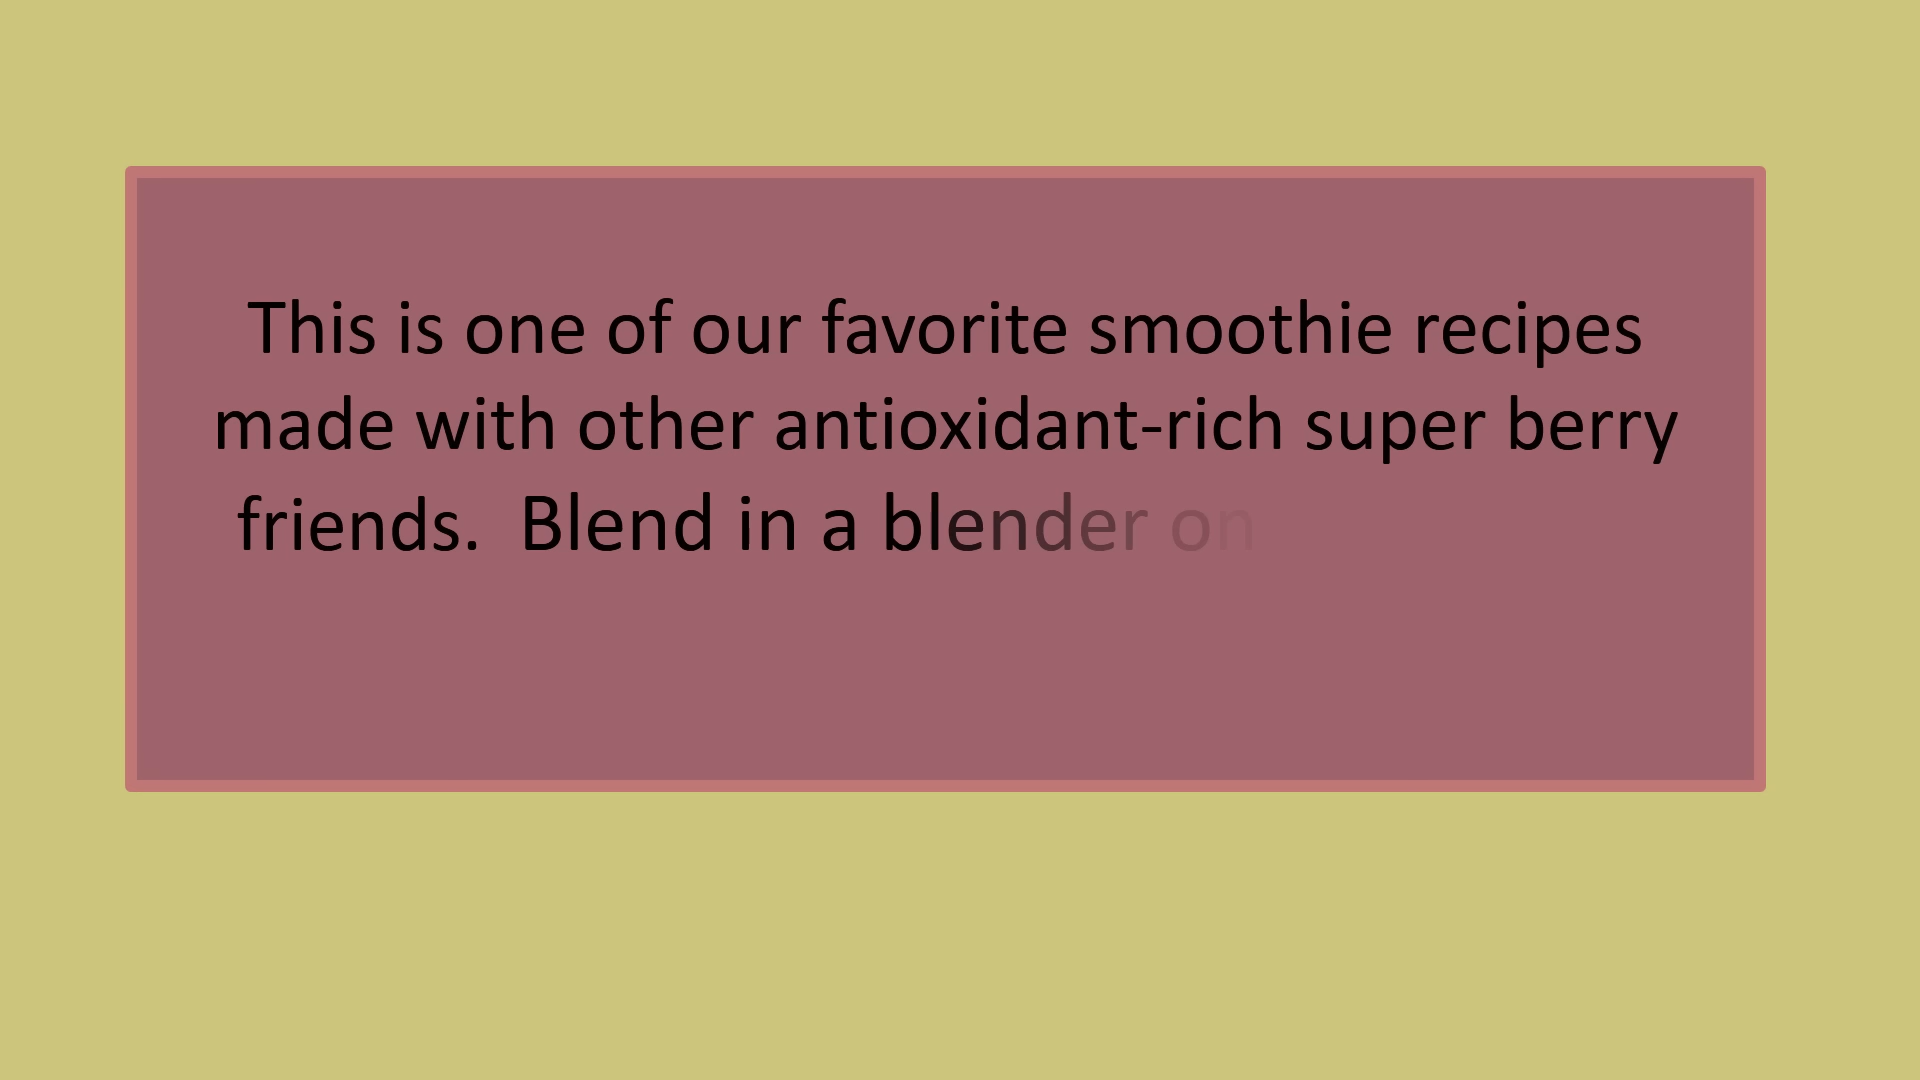 This is one of our favorite smoothie recipes
made with other antioxidant-rich super berry
friends.  Blend in a blender on